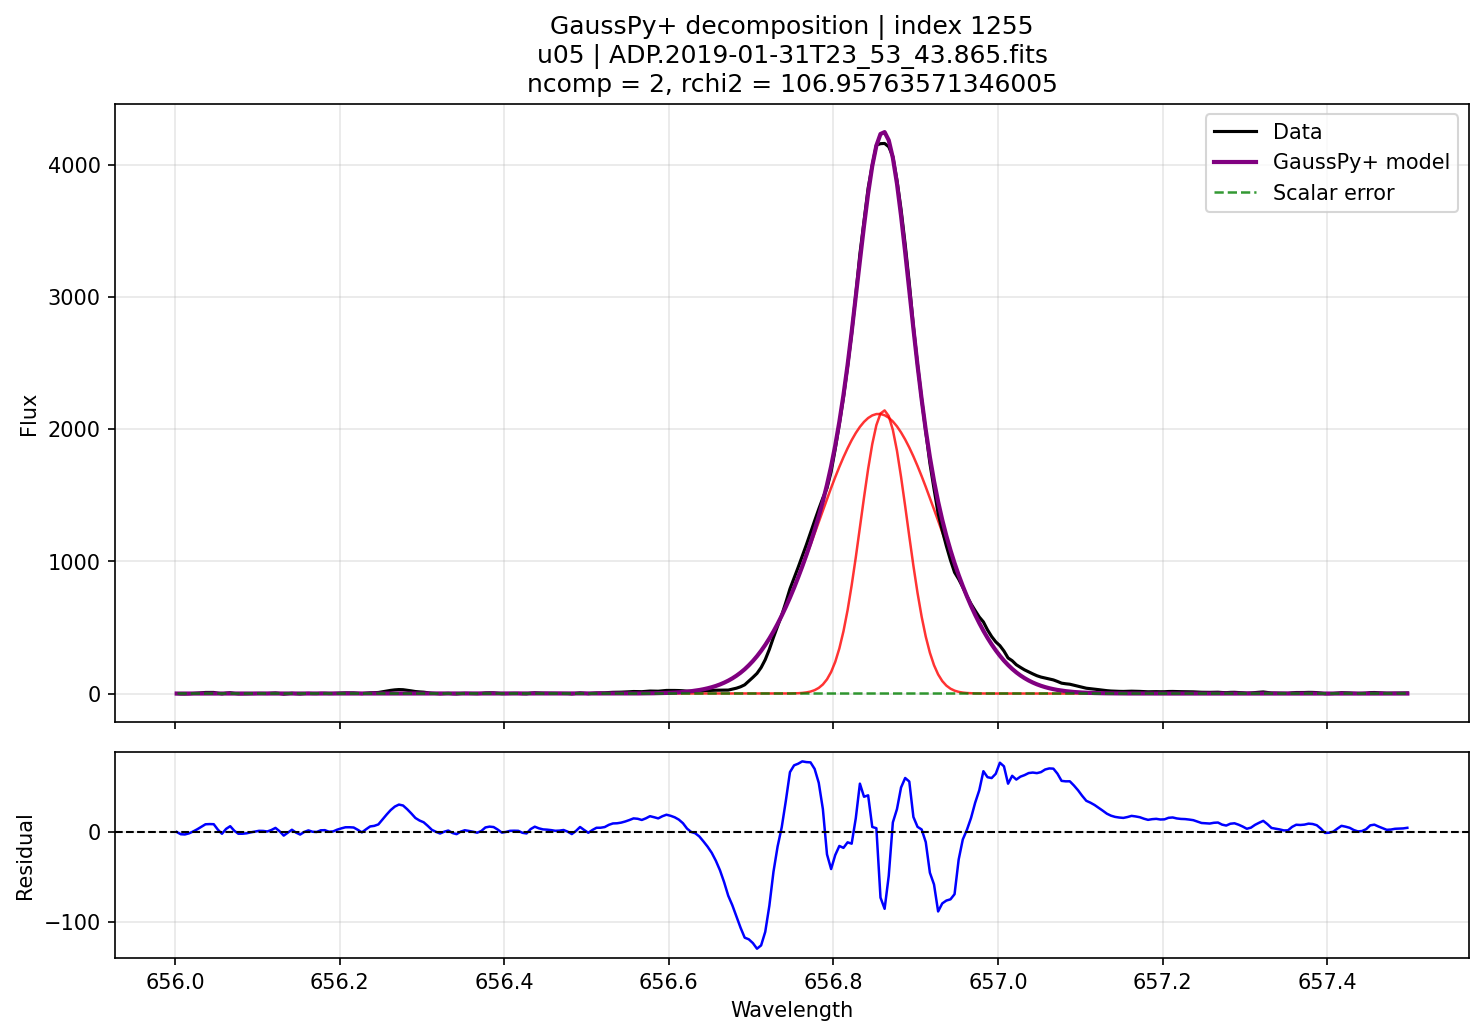 GaussPy+ decomposition | index 1255
u05 | ADP.2019-01-31T23_53_43.865.fits
ncomp = 2, rchi2 = 106.95763571346005
Data
GaussPy+ model
Scalar error
4000
3000
2000
1000
0
Flux
0
−100
Residual
656.0 656.2 656.4 656.6 656.8 657.0 657.2 657.4
Wavelength